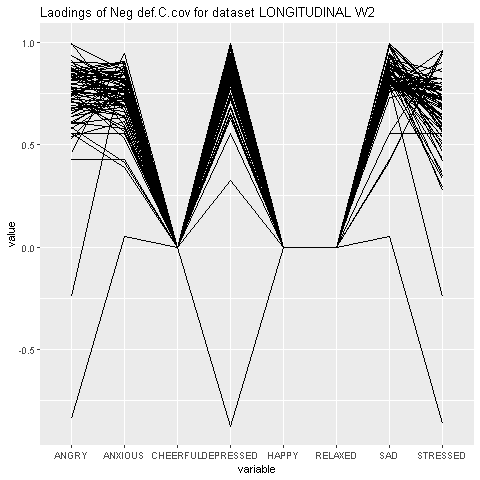 Laodings of Neg def.C.cov for dataset LONGITUDINAL W2
1.0
0.5
0.0
-0.5
value
ANGRY ANXIOUS CHEERFULDEPRESSED HAPPY RELAXED SAD STRESSED
variable